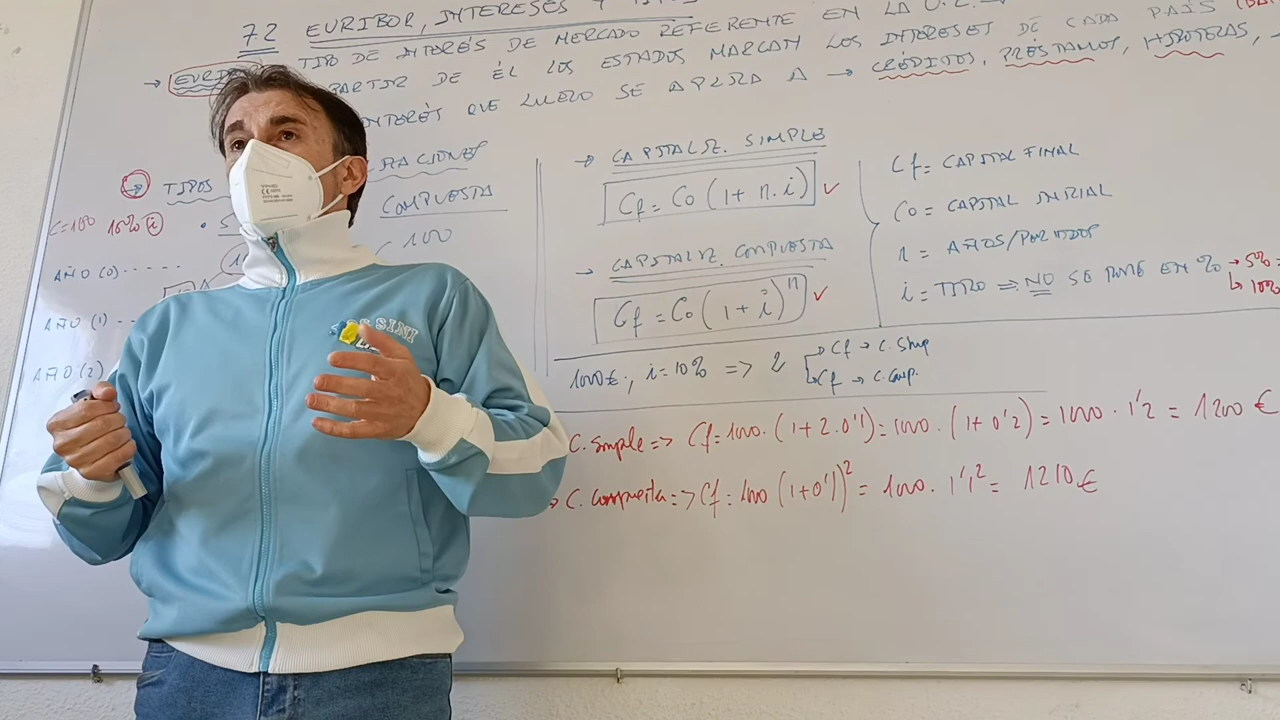 7.2 EURIBOR, INTERESES Y
→ EURI TIPO DE INTERÉS DE MERCADO REFERENTE EN LA U.E.
PARTIR DE ÉL LOS ESTADOS MARCAN LOS INTERESES DE CADA PAÍS
INTERÉS QUE LUEGO SE APLICA A → CRÉDITOS, PRÉSTAMOS, HIPOTECAS,
→ TIPOS ACIONES
C=100 10% i
COMPUESTA
C 100
AÑO (0)
AÑO (1)
AÑO (2)
→ CAPITALIZ. SIMPLE
Cf = Co (1 + n.i) ✓
→ CAPITALIZ. COMPUESTA
Cf = Co (1 + i)ⁿ ✓
Cf = CAPITAL FINAL
Co = CAPITAL INICIAL
n = AÑOS/PERIODOS
i = TIPO ⇒ NO SE PONE EN % → 5% =
↳ 10%
1000€; i=10% => 2 → Cf → C. Simp
→ Cf → C. Comp.
C. Simple => Cf = 1000. (1+2.0'1) = 1000. (1+0'2) = 1000. 1'2 = 1200 €
→ C. Compuesta => Cf = 1000 (1+0'1)² = 1000. 1'1² = 1210€